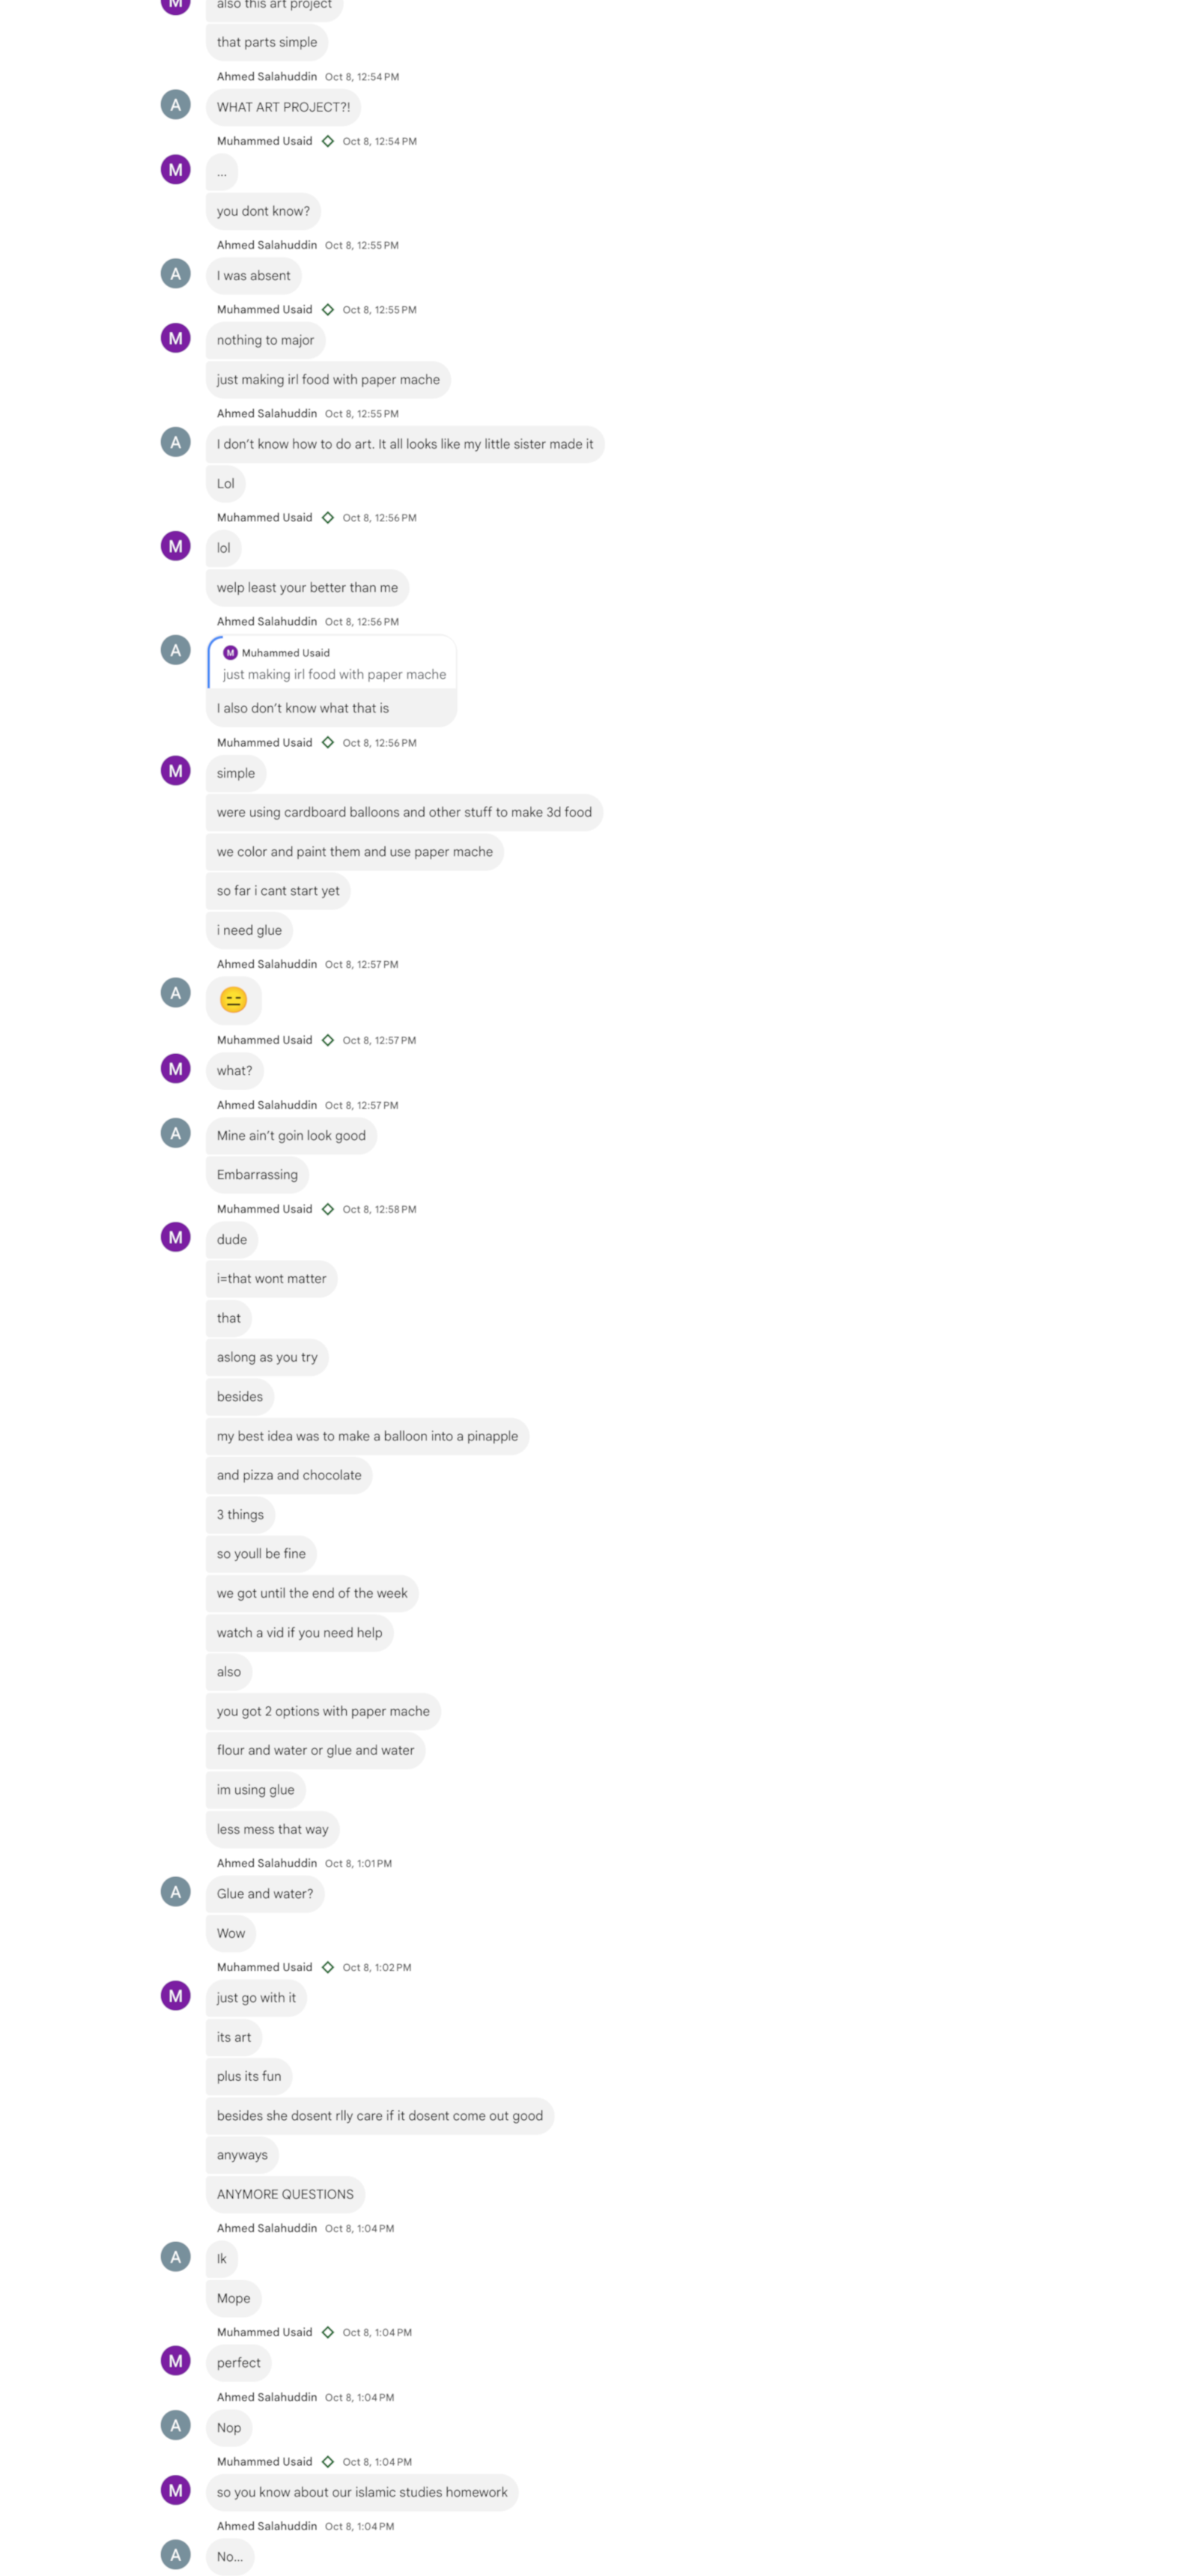 M
also this art project
that parts simple
Ahmed Salahuddin Oct 8, 12:54 PM
A
WHAT ART PROJECT?!
Muhammed Usaid Oct 8, 12:54 PM
M
...
you dont know?
Ahmed Salahuddin Oct 8, 12:55 PM
A
I was absent
Muhammed Usaid Oct 8, 12:55 PM
M
nothing to major
just making irl food with paper mache
Ahmed Salahuddin Oct 8, 12:55 PM
A
I don't know how to do art. It all looks like my little sister made it
Lol
Muhammed Usaid Oct 8, 12:56 PM
M
lol
welp least your better than me
Ahmed Salahuddin Oct 8, 12:56 PM
A
M Muhammed Usaid
just making irl food with paper mache
I also don't know what that is
Muhammed Usaid Oct 8, 12:56 PM
M
simple
were using cardboard balloons and other stuff to make 3d food
we color and paint them and use paper mache
so far i cant start yet
i need glue
Ahmed Salahuddin Oct 8, 12:57 PM
A
😑
Muhammed Usaid Oct 8, 12:57 PM
M
what?
Ahmed Salahuddin Oct 8, 12:57 PM
A
Mine ain't goin look good
Embarrassing
Muhammed Usaid Oct 8, 12:58 PM
M
dude
i=that wont matter
that
aslong as you try
besides
my best idea was to make a balloon into a pinapple
and pizza and chocolate
3 things
so youll be fine
we got until the end of the week
watch a vid if you need help
also
you got 2 options with paper mache
flour and water or glue and water
im using glue
less mess that way
Ahmed Salahuddin Oct 8, 1:01 PM
A
Glue and water?
Wow
Muhammed Usaid Oct 8, 1:02 PM
M
just go with it
its art
plus its fun
besides she dosent rlly care if it dosent come out good
anyways
ANYMORE QUESTIONS
Ahmed Salahuddin Oct 8, 1:04 PM
A
Ik
Mope
Muhammed Usaid Oct 8, 1:04 PM
M
perfect
Ahmed Salahuddin Oct 8, 1:04 PM
A
Nop
Muhammed Usaid Oct 8, 1:04 PM
M
so you know about our islamic studies homework
Ahmed Salahuddin Oct 8, 1:04 PM
A
No...